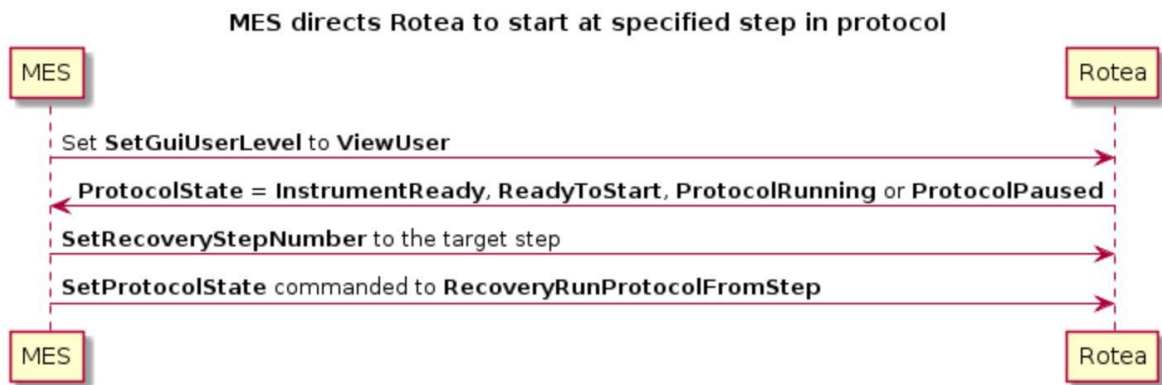 MES directs Rotea to start at specified step in protocol
MES
Rotea
Set SetGuiUserLevel to ViewUser
ProtocolState = InstrumentReady, ReadyToStart, ProtocolRunning or ProtocolPaused
SetRecoveryStepNumber to the target step
SetProtocolState commanded to RecoveryRunProtocolFromStep
MES
Rotea